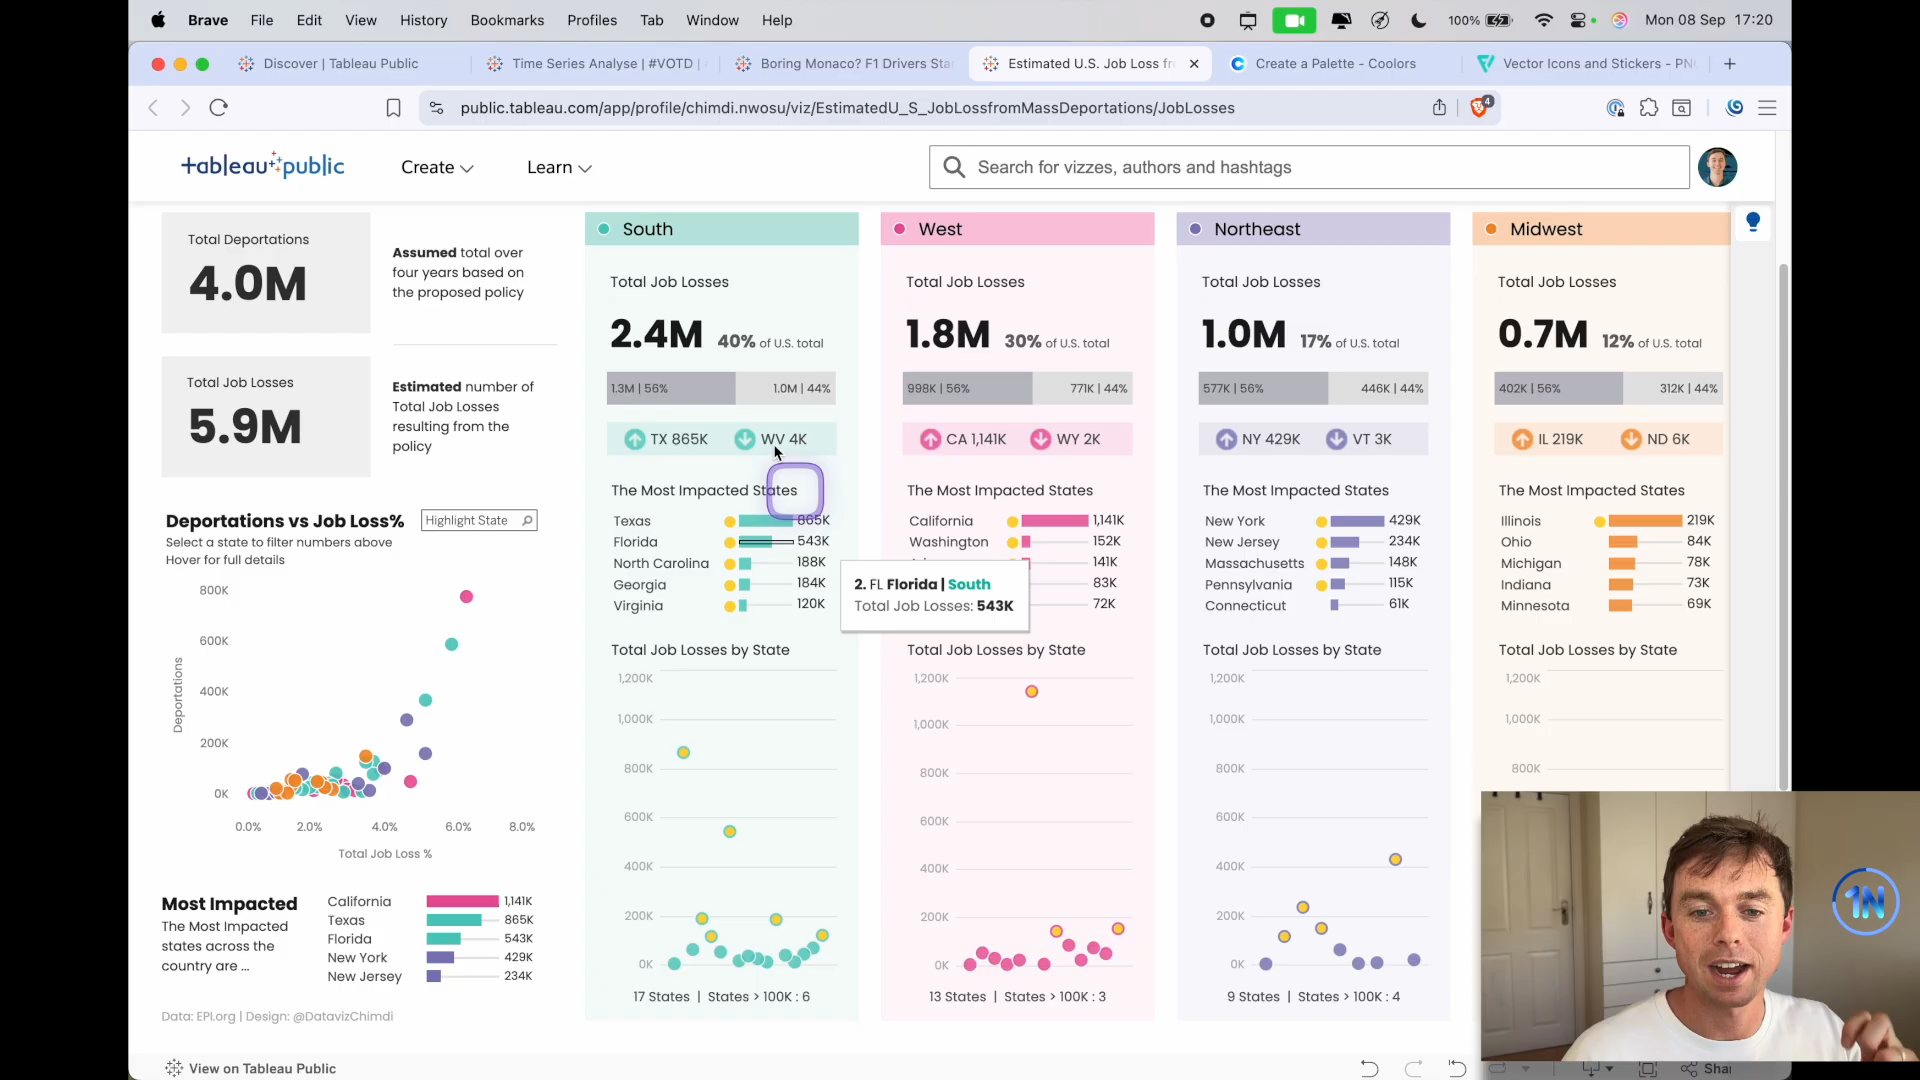 Brave File Edit View History Bookmarks Profiles Tab Window Help 100% Mon 08 Sep 17:20
Discover | Tableau Public
Time Series Analyse | #VOTD |
Boring Monaco? F1 Drivers Sta
Estimated U.S. Job Loss fr
Create a Palette - Coolors
Vector Icons and Stickers - PN
public.tableau.com/app/profile/chimdi.nwosu/viz/EstimatedU_S_JobLossfromMassDeportations/JobLosses
4
tableau public
Create
Learn
Search for vizzes, authors and hashtags
Total Deportations
4.0M
Assumed total over
four years based on
the proposed policy
Total Job Losses
5.9M
Estimated number of
Total Job Losses
resulting from the
policy
Deportations vs Job Loss%
Highlight State
Select a state to filter numbers above
Hover for full details
Deportations
800K
600K
400K
200K
0K
0.0% 2.0% 4.0% 6.0% 8.0%
Total Job Loss %
Most Impacted
The Most Impacted
states across the
country are ...
California 1,141K
Texas 865K
Florida 543K
New York 429K
New Jersey 234K
Data: EPI.org | Design: @DatavizChimdi
South
Total Job Losses
2.4M 40% of U.S. total
1.3M | 56% 1.0M | 44%
TX 865K WV 4K
The Most Impacted States
Texas 865K
Florida 543K
North Carolina 188K
Georgia 184K
Virginia 120K
Total Job Losses by State
1,200K
1,000K
800K
600K
400K
200K
0K
17 States | States > 100K : 6
2. FL Florida | South
Total Job Losses: 543K
West
Total Job Losses
1.8M 30% of U.S. total
998K | 56% 771K | 44%
CA 1,141K WY 2K
The Most Impacted States
California 1,141K
Washington 152K
141K
83K
72K
Total Job Losses by State
1,200K
1,000K
800K
600K
400K
200K
0K
13 States | States > 100K : 3
Northeast
Total Job Losses
1.0M 17% of U.S. total
577K | 56% 446K | 44%
NY 429K VT 3K
The Most Impacted States
New York 429K
New Jersey 234K
Massachusetts 148K
Pennsylvania 115K
Connecticut 61K
Total Job Losses by State
1,200K
1,000K
800K
600K
400K
200K
0K
9 States | States > 100K : 4
Midwest
Total Job Losses
0.7M 12% of U.S. total
402K | 56% 312K | 44%
IL 219K ND 6K
The Most Impacted States
Illinois 219K
Ohio 84K
Michigan 78K
Indiana 73K
Minnesota 69K
Total Job Losses by State
1,200K
1,000K
800K
1N
View on Tableau Public
Shar